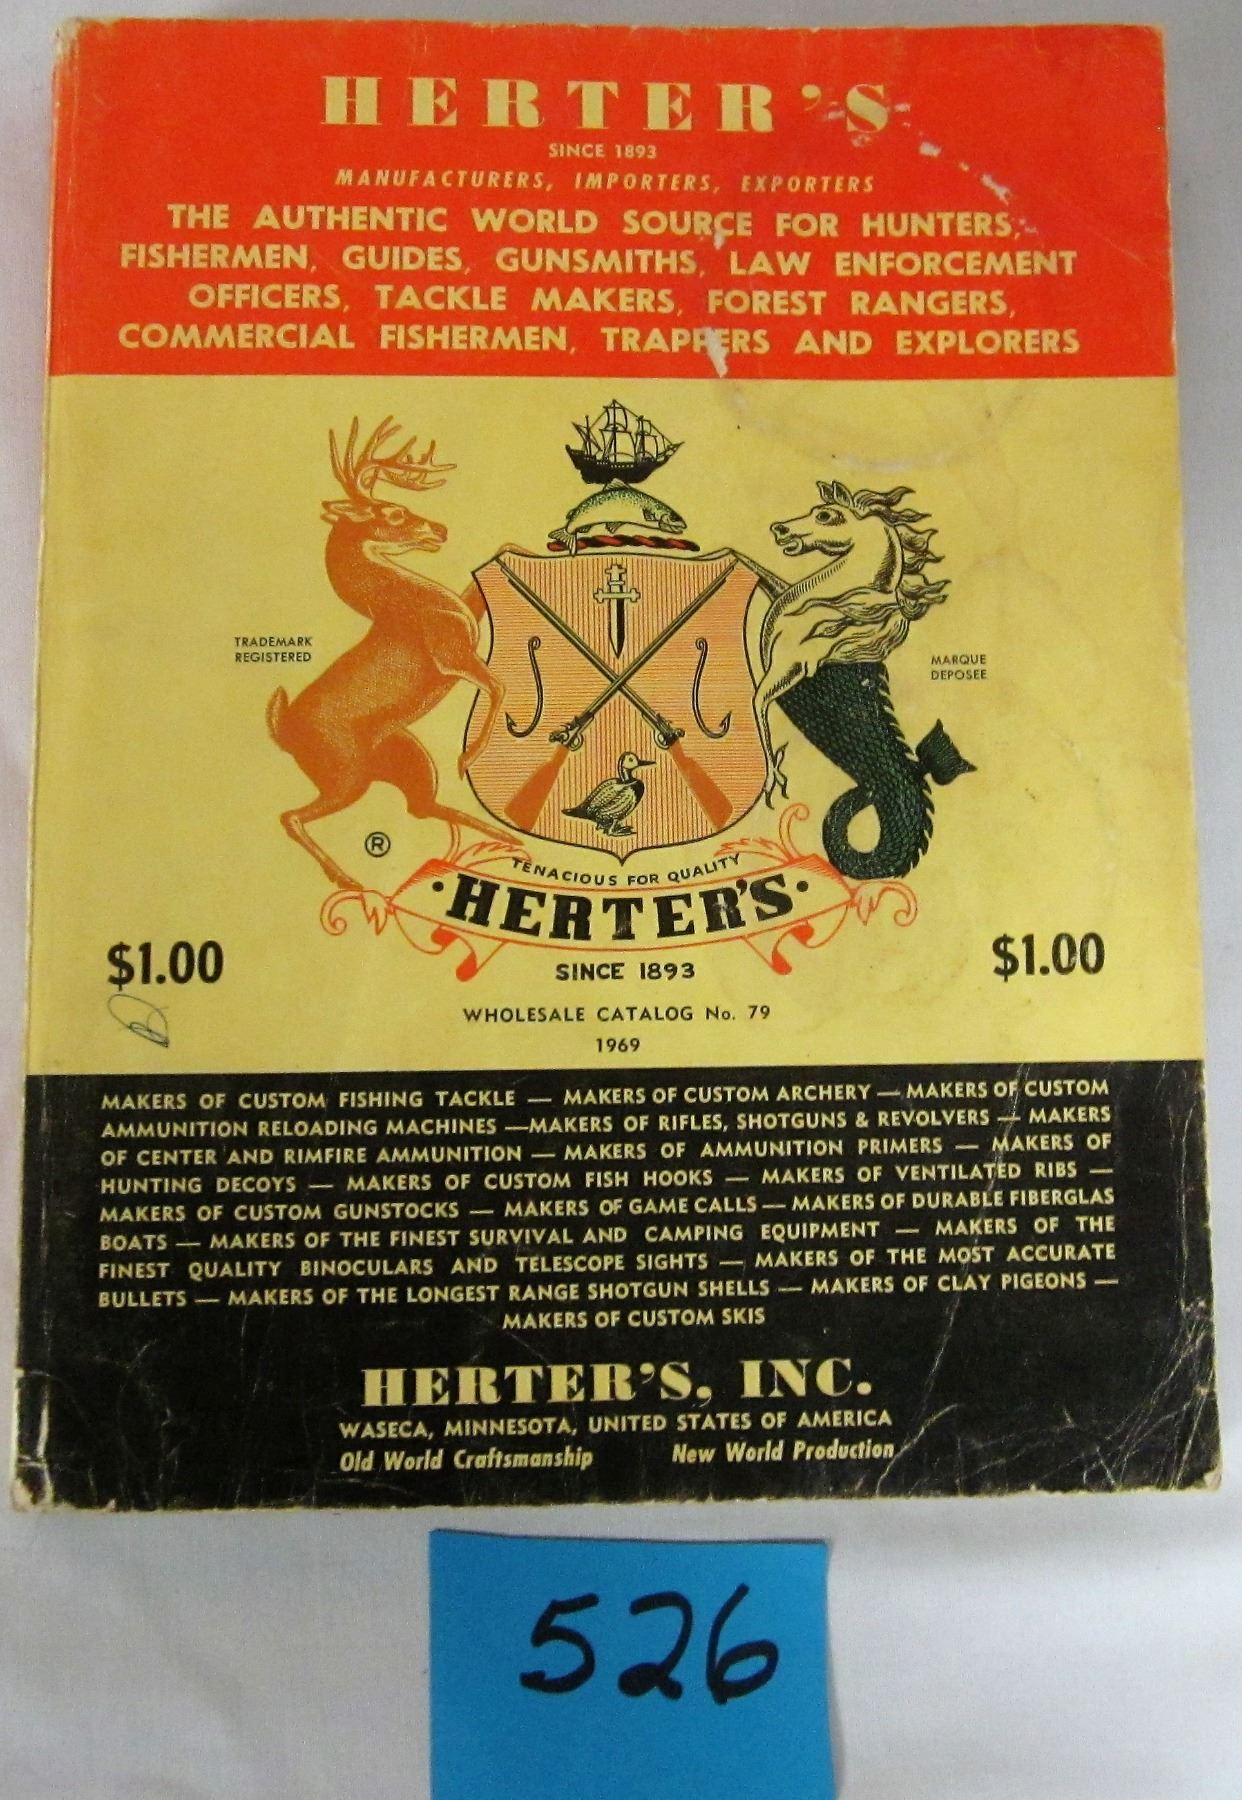 HERTER'S
SINCE 1893
MANUFACTURERS, IMPORTERS, EXPORTERS
THE AUTHENTIC WORLD SOURCE FOR HUNTERS,
FISHERMEN, GUIDES, GUNSMITHS, LAW ENFORCEMENT
OFFICERS, TACKLE MAKERS, FOREST RANGERS,
COMMERCIAL FISHERMEN, TRAPPERS AND EXPLORERS
TRADEMARK
REGISTERED
MARQUE
DEPOSEE
®
TENACIOUS FOR QUALITY
·HERTER'S·
SINCE 1893
$1.00
$1.00
WHOLESALE CATALOG No. 79
1969
MAKERS OF CUSTOM FISHING TACKLE — MAKERS OF CUSTOM ARCHERY — MAKERS OF CUSTOM
AMMUNITION RELOADING MACHINES —MAKERS OF RIFLES, SHOTGUNS & REVOLVERS — MAKERS
OF CENTER AND RIMFIRE AMMUNITION — MAKERS OF AMMUNITION PRIMERS — MAKERS OF
HUNTING DECOYS — MAKERS OF CUSTOM FISH HOOKS — MAKERS OF VENTILATED RIBS —
MAKERS OF CUSTOM GUNSTOCKS — MAKERS OF GAME CALLS — MAKERS OF DURABLE FIBERGLAS
BOATS — MAKERS OF THE FINEST SURVIVAL AND CAMPING EQUIPMENT — MAKERS OF THE
FINEST QUALITY BINOCULARS AND TELESCOPE SIGHTS — MAKERS OF THE MOST ACCURATE
BULLETS — MAKERS OF THE LONGEST RANGE SHOTGUN SHELLS — MAKERS OF CLAY PIGEONS —
MAKERS OF CUSTOM SKIS
HERTER'S, INC.
WASECA, MINNESOTA, UNITED STATES OF AMERICA
Old World Craftsmanship New World Production
526